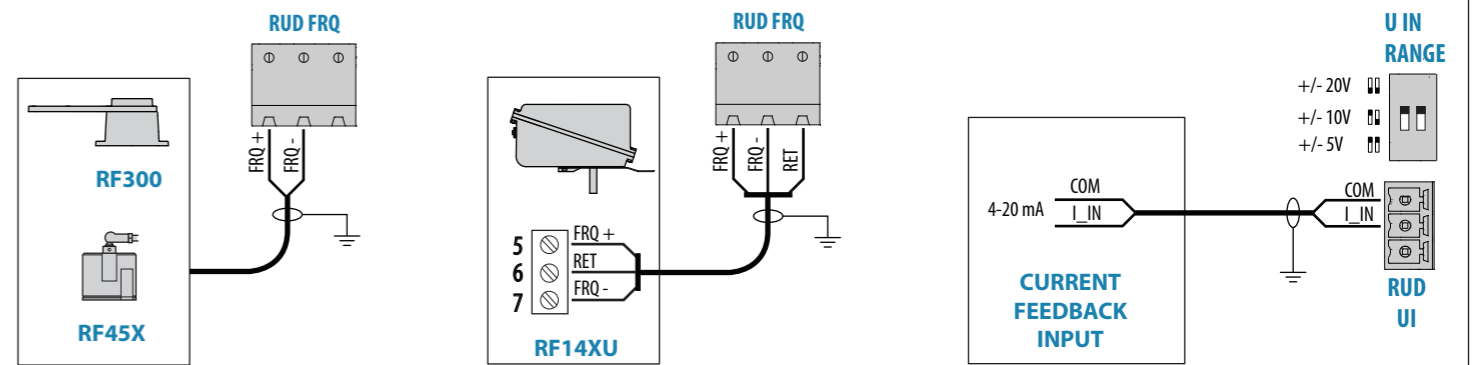 RUD FRQ
FRQ +
FRQ -
RF300
RF45X
RUD FRQ
FRQ +
FRQ -
RET
5 FRQ +
6 RET
7 FRQ -
RF14XU
U IN
RANGE
+/- 20V
+/- 10V
+/- 5V
4-20 mA
COM
I_IN
COM
I_IN
CURRENT
FEEDBACK
INPUT
RUD
UI